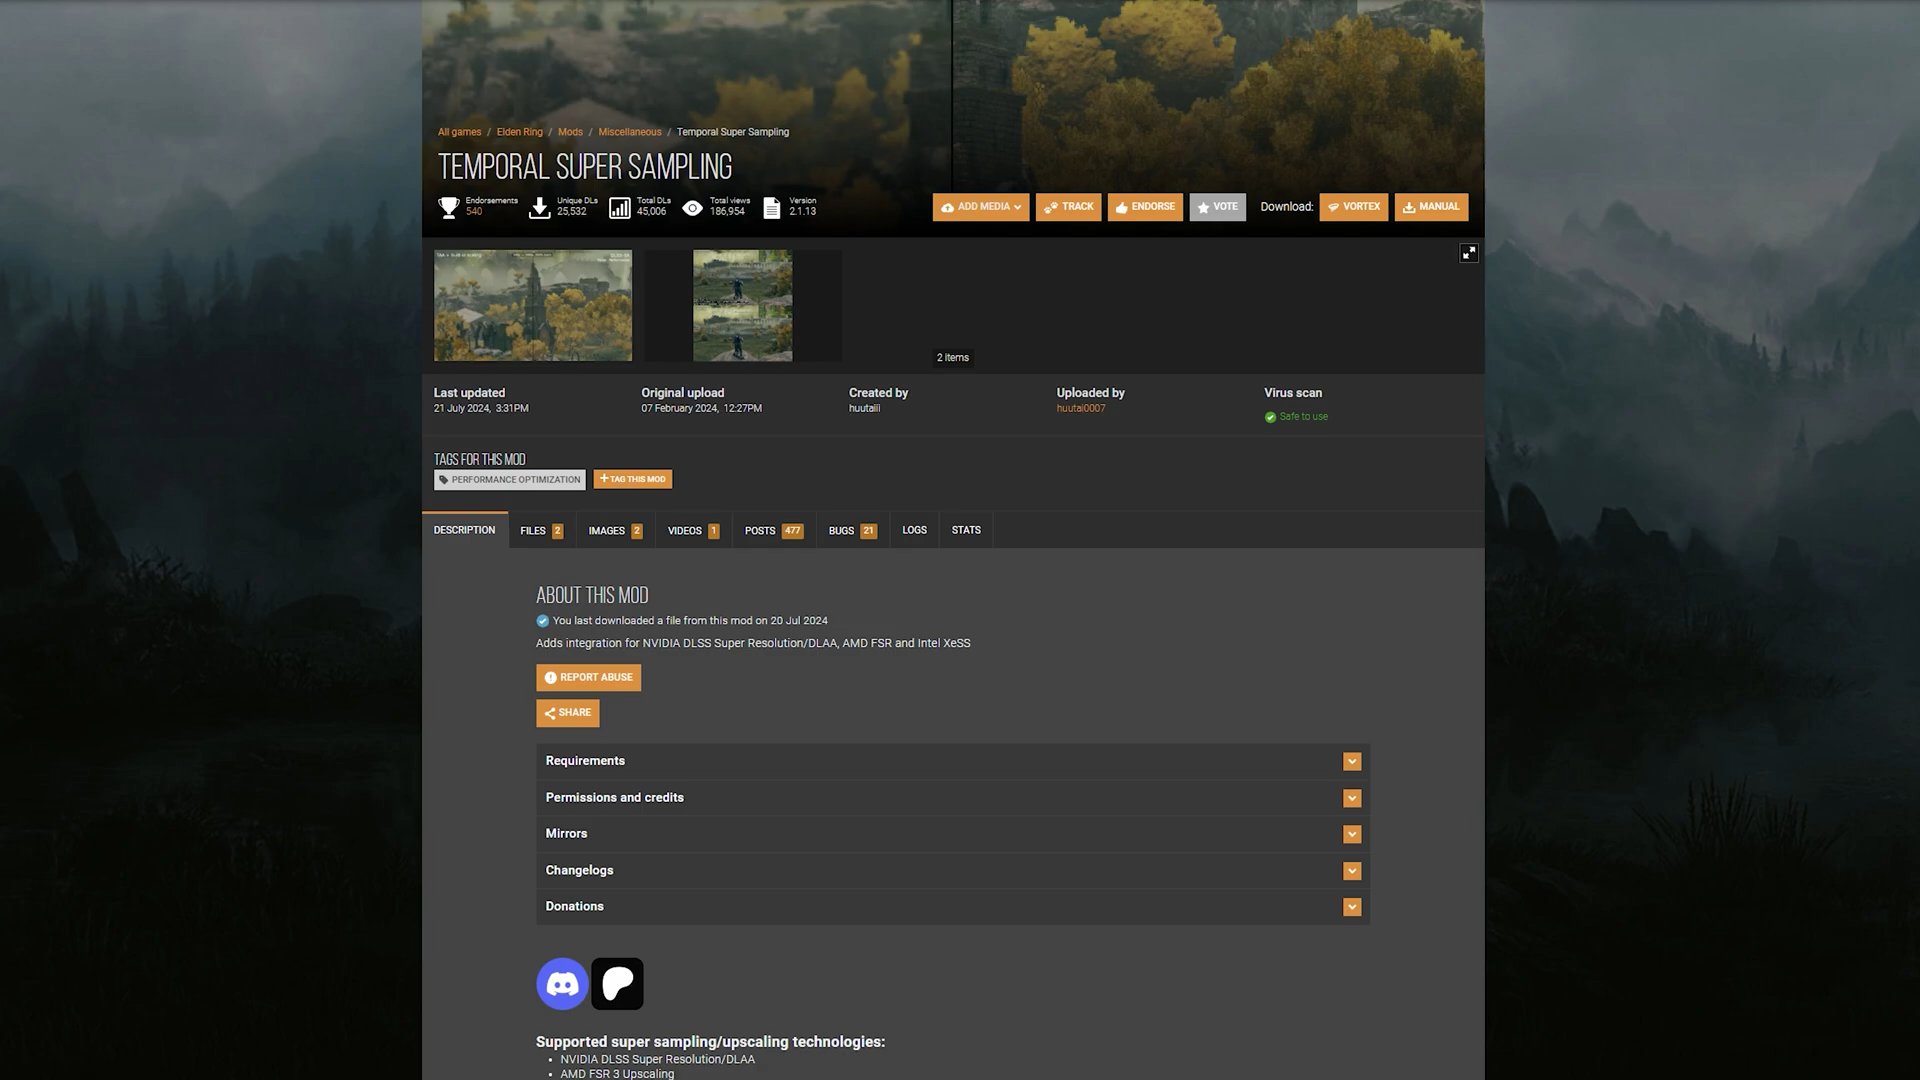 All games / Elden Ring / Mods / Miscellaneous / Temporal Super Sampling
TEMPORAL SUPER SAMPLING
Endorsements
540
Unique DLs
25,532
Total DLs
45,006
Total views
186,954
Version
2.1.13
ADD MEDIA
TRACK
ENDORSE
VOTE
Download:
VORTEX
MANUAL
2 items
Last updated
21 July 2024, 3:31PM
Original upload
07 February 2024, 12:27PM
Created by
huutaiii
Uploaded by
huutai0007
Virus scan
Safe to use
TAGS FOR THIS MOD
PERFORMANCE OPTIMIZATION
+ TAG THIS MOD
DESCRIPTION
FILES 2
IMAGES 2
VIDEOS 1
POSTS 477
BUGS 21
LOGS
STATS
ABOUT THIS MOD
You last downloaded a file from this mod on 20 Jul 2024
Adds integration for NVIDIA DLSS Super Resolution/DLAA, AMD FSR and Intel XeSS
REPORT ABUSE
SHARE
Requirements
Permissions and credits
Mirrors
Changelogs
Donations
Supported super sampling/upscaling technologies:
• NVIDIA DLSS Super Resolution/DLAA
• AMD FSR 3 Upscaling